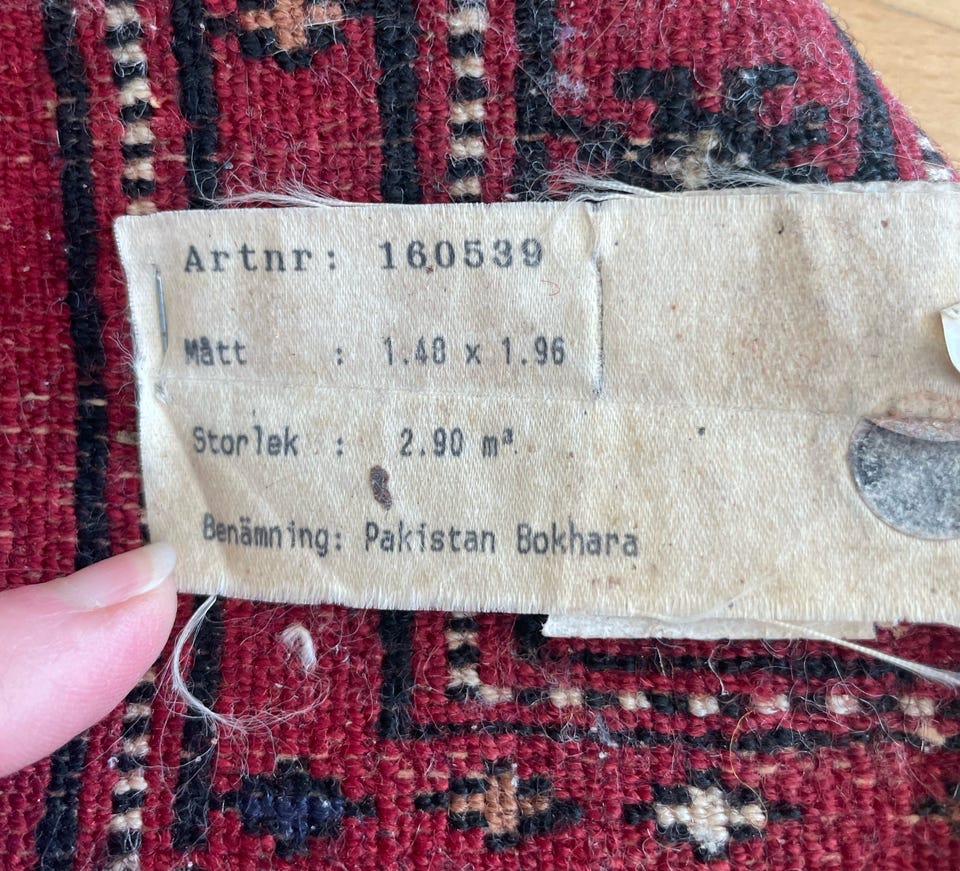 Artnr: 160539
Mått : 1.48 x 1.96
Storlek : 2.90 m²
Benämning: Pakistan Bokhara